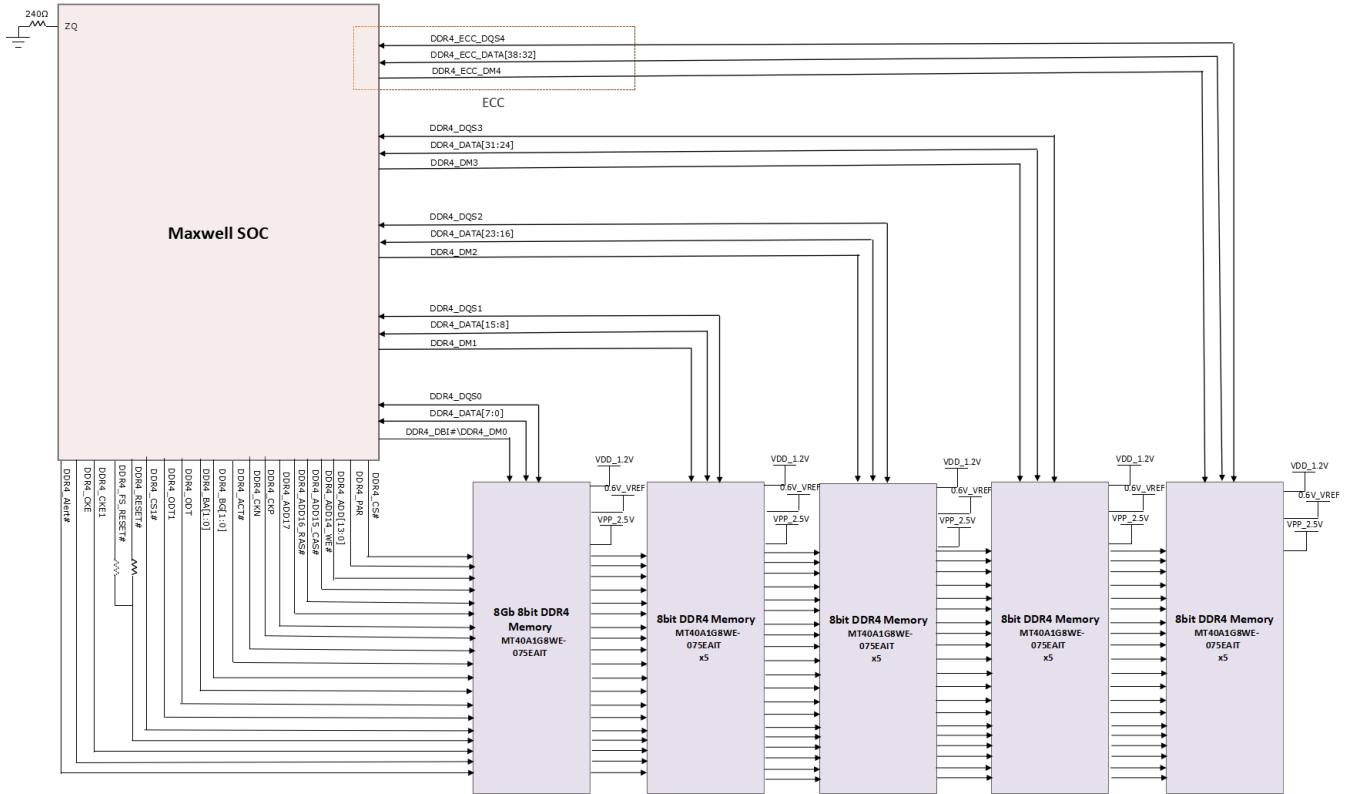 240Ω
ZQ
DDR4_ECC_DQS4
DDR4_ECC_DATA[38:32]
DDR4_ECC_DM4
ECC
DDR4_DQS3
DDR4_DATA[31:24]
DDR4_DM3
Maxwell SOC
DDR4_DQS2
DDR4_DATA[23:16]
DDR4_DM2
DDR4_DQS1
DDR4_DATA[15:8]
DDR4_DM1
DDR4_DQS0
DDR4_DATA[7:0]
DDR4_DBI#\DDR4_DM0
DDR4_Alert#
DDR4_CKE
DDR4_CKE1
DDR4_FS_RESET#
DDR4_RESET#
DDR4_CS1#
DDR4_ODT1
DDR4_ODT
DDR4_BA[1:0]
DDR4_BG[1:0]
DDR4_ACT#
DDR4_CKN
DDR4_CKP
DDR4_ADD17
DDR4_ADD16_RAS#
DDR4_ADD15_CAS#
DDR4_ADD14_WE#
DDR4_ADD[13:0]
DDR4_PAR
DDR4_CS#
VDD_1.2V
0.6V_VREF
VPP_2.5V
VDD_1.2V
0.6V_VREF
VPP_2.5V
VDD_1.2V
0.6V_VREF
VPP_2.5V
VDD_1.2V
0.6V_VREF
VPP_2.5V
VDD_1.2V
0.6V_VREF
VPP_2.5V
8Gb 8bit DDR4
Memory
MT40A1G8WE-
075EAIT
8bit DDR4 Memory
MT40A1G8WE-
075EAIT
x5
8bit DDR4 Memory
MT40A1G8WE-
075EAIT
x5
8bit DDR4 Memory
MT40A1G8WE-
075EAIT
x5
8bit DDR4 Memory
MT40A1G8WE-
075EAIT
x5